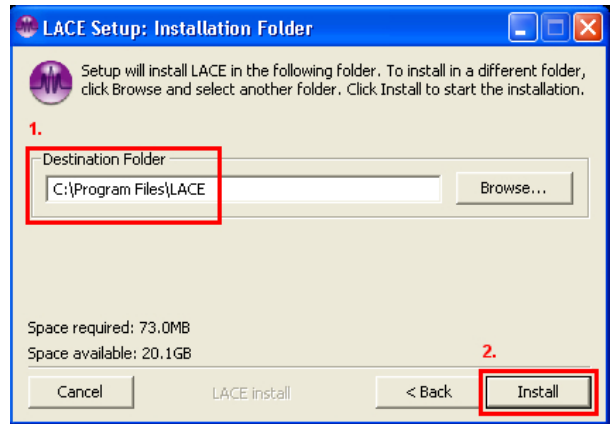 LACE Setup: Installation Folder
Setup will install LACE in the following folder. To install in a different folder,
click Browse and select another folder. Click Install to start the installation.
1.
Destination Folder
C:\Program Files\LACE
Browse...
Space required: 73.0MB
Space available: 20.1GB
2.
Cancel
LACE install
< Back
Install